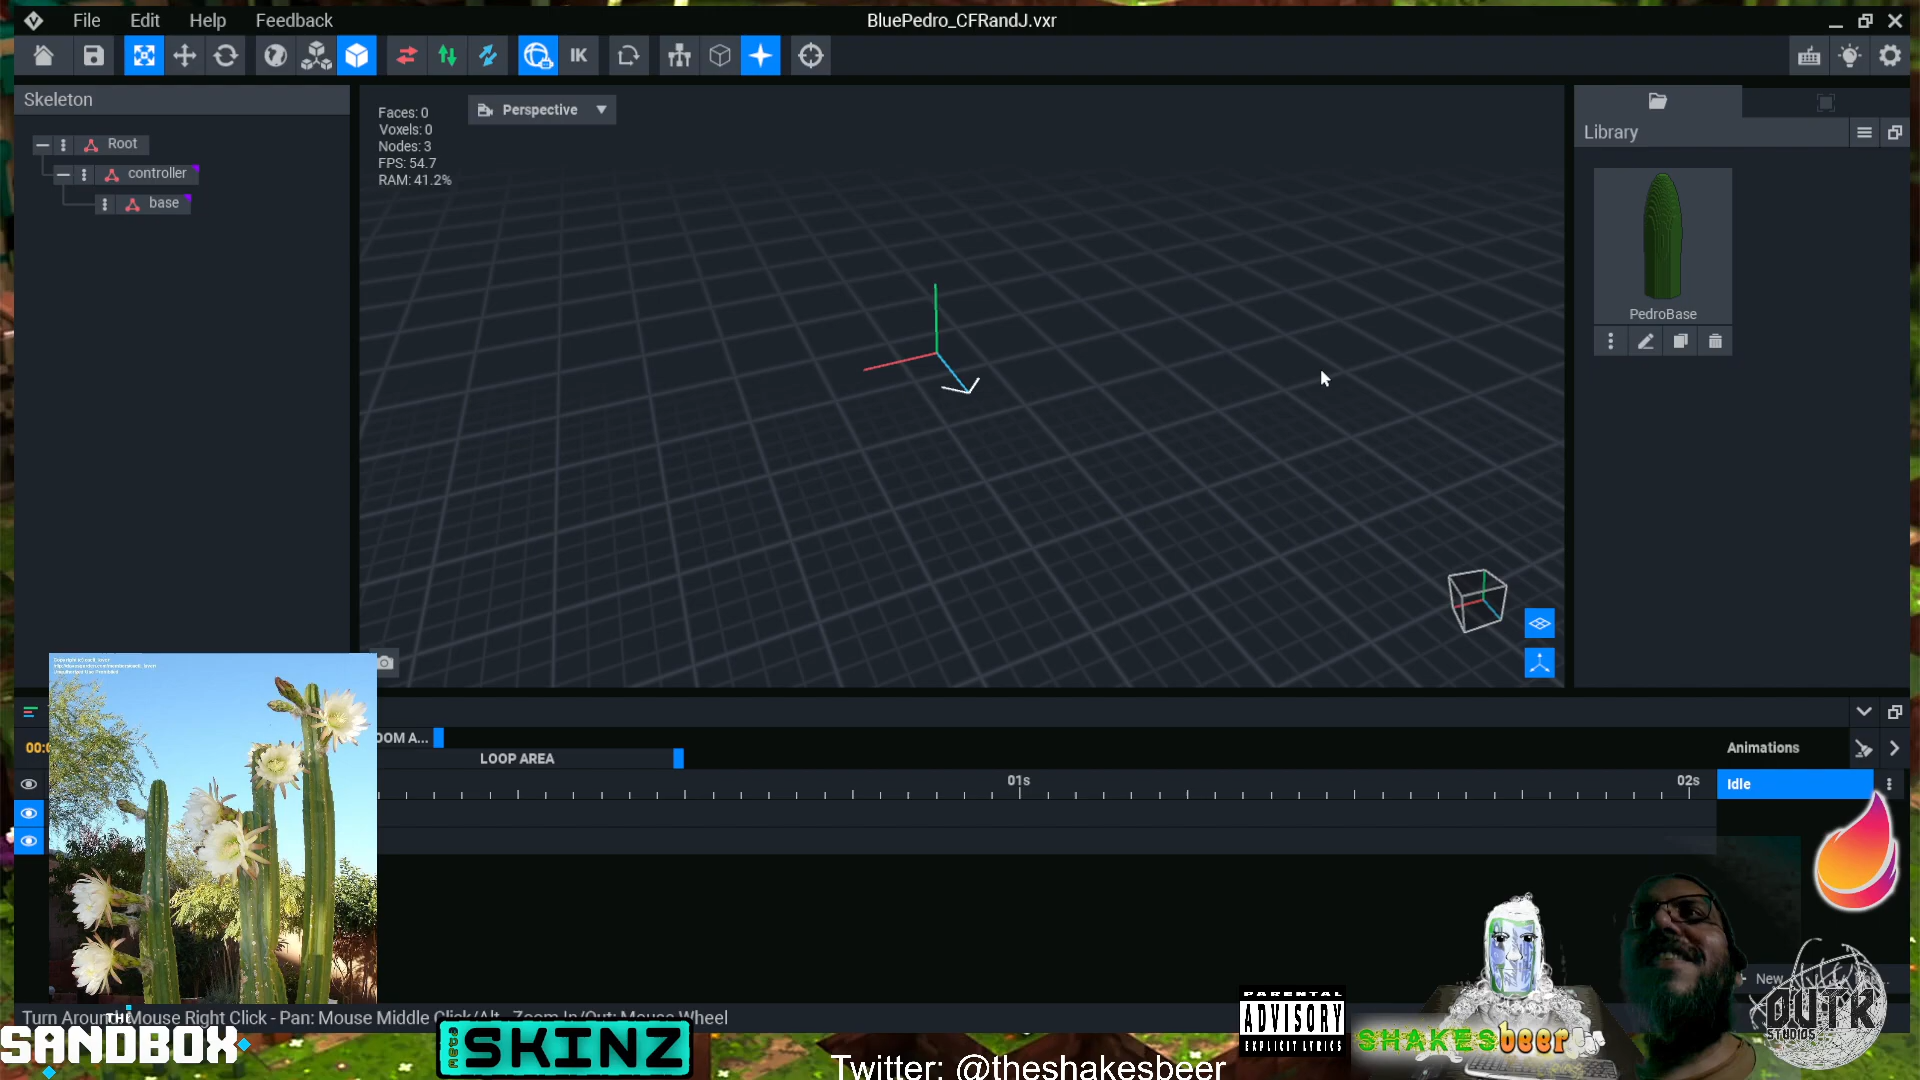 File Edit Help Feedback
BluePedro_CFRandJ.vxr
IK
Skeleton
Root
controller
base
Faces: 0
Voxels: 0
Nodes: 3
FPS: 54.7
RAM: 41.2%
Perspective
Library
PedroBase
LOOP AREA
01s
02s
Animations
Idle
New
Mouse Right Click - Pan: Mouse Middle Click/Alt - Zoom In/Out: Mouse Wheel
THE
SANDBOX
SKINZ
Twitter: @theshakesbeer
PARENTAL
ADVISORY
EXPLICIT LYRICS
SHAKESbeer
OUTK
STUDIOS